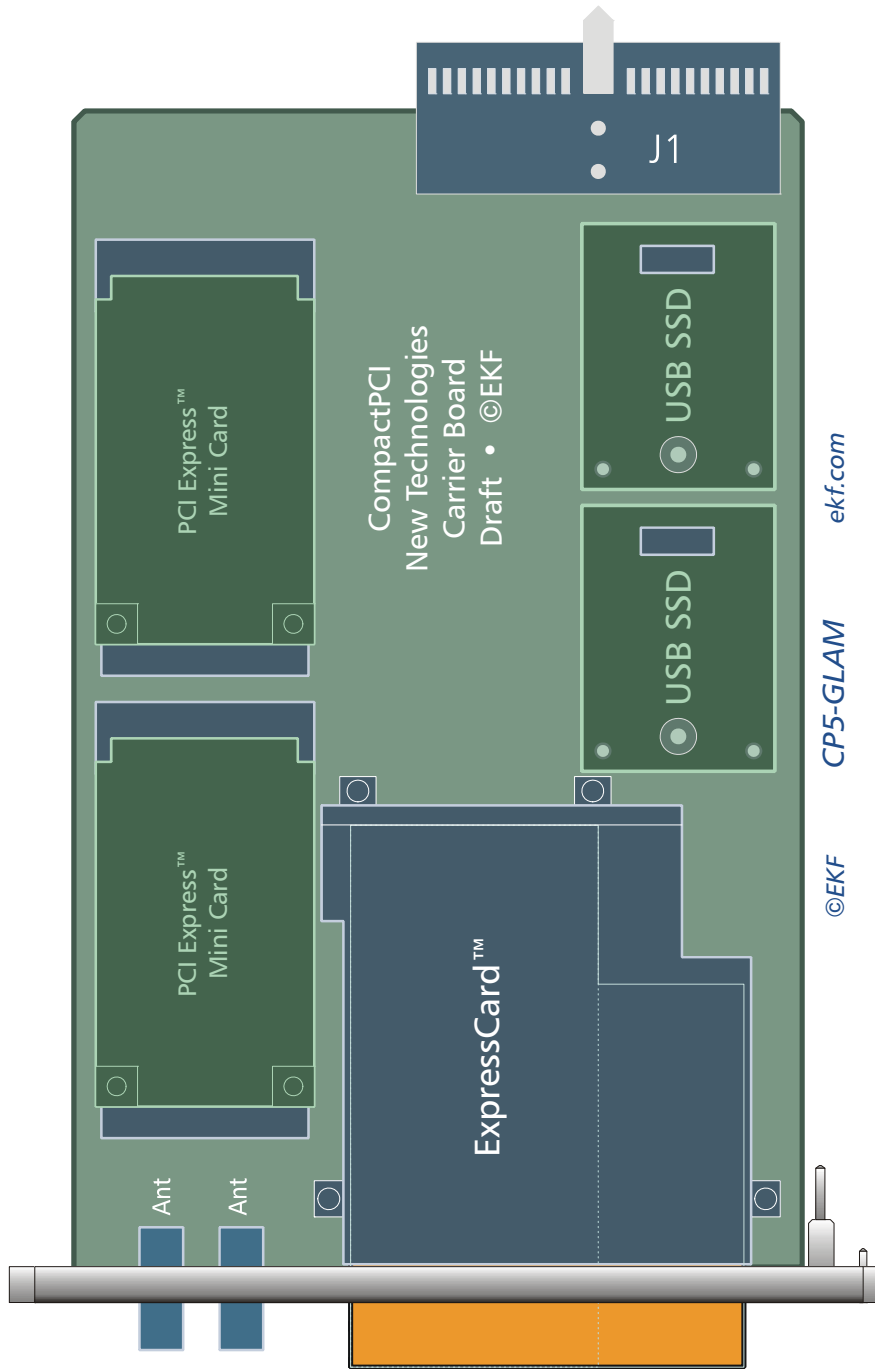 J1
PCI Express™
Mini Card
CompactPCI
New Technologies
Carrier Board
Draft • ©EKF
USB SSD
USB SSD
PCI Express™
Mini Card
ExpressCard™
Ant
Ant
©EKF
CP5-GLAM
ekf.com